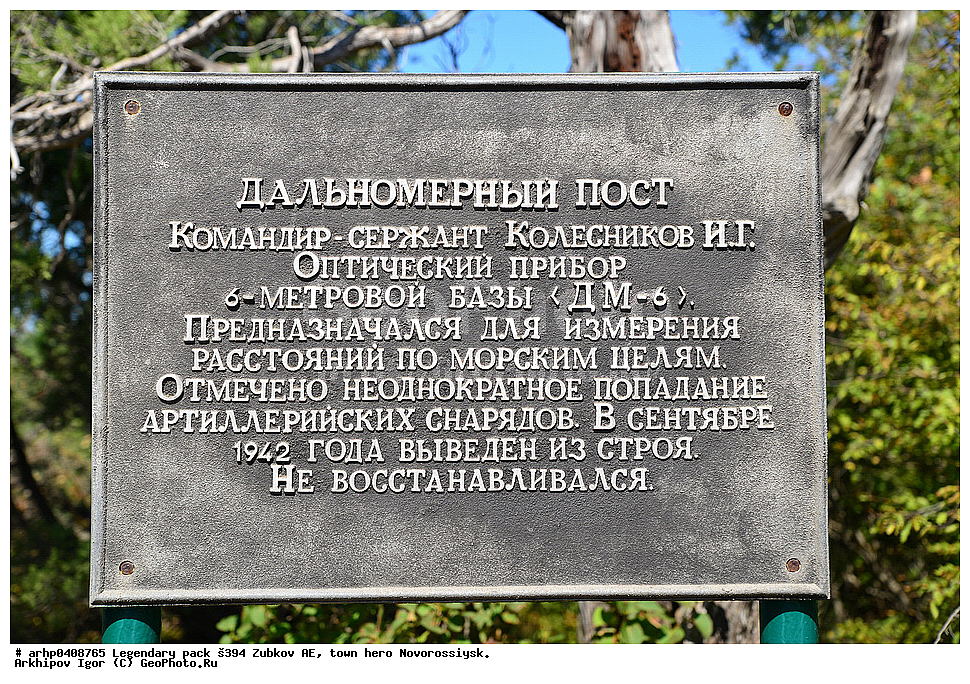 ДАЛЬНОМЕРНЫЙ ПОСТ
КОМАНДИР-СЕРЖАНТ КОЛЕСНИКОВ И.Г.
ОПТИЧЕСКИЙ ПРИБОР
6-МЕТРОВОЙ БАЗЫ <ДМ-6>.
ПРЕДНАЗНАЧАЛСЯ ДЛЯ ИЗМЕРЕНИЯ
РАССТОЯНИЙ ПО МОРСКИМ ЦЕЛЯМ.
ОТМЕЧЕНО НЕОДНОКРАТНОЕ ПОПАДАНИЕ
АРТИЛЛЕРИЙСКИХ СНАРЯДОВ. В СЕНТЯБРЕ
1942 ГОДА ВЫВЕДЕН ИЗ СТРОЯ.
НЕ ВОССТАНАВЛИВАЛСЯ.
# arhp0408765 Legendary pack š394 Zubkov AE, town hero Novorossiysk.
Arkhipov Igor (C) GeoPhoto.Ru